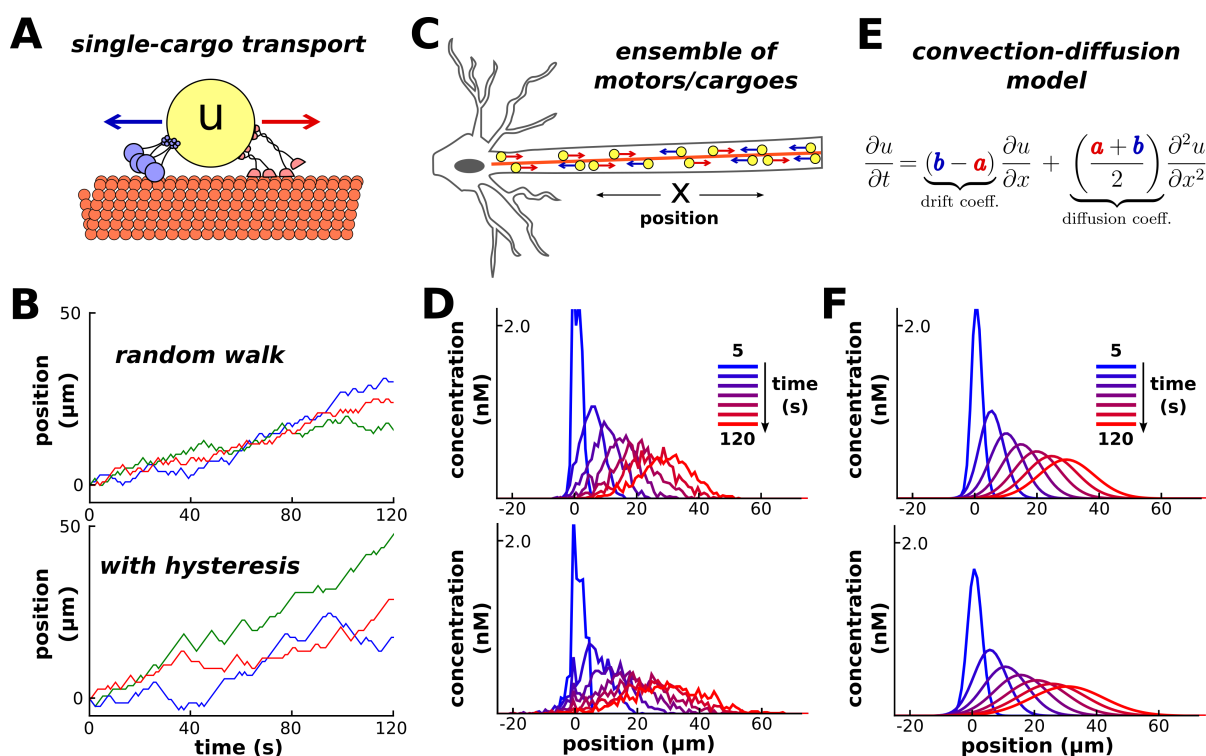 A
single-cargo transport
u
C
ensemble of
motors/cargoes
X
position
E
convection-diffusion
model
∂u/∂t = (b − a) ∂u/∂x + (a + b / 2) ∂²u/∂x²
drift coeff.
diffusion coeff.
B
50
random walk
position
(μm)
0
0 40 80 120
50
with hysteresis
position
(μm)
0
0 40 80 120
time (s)
D
concentration
(nM)
2.0
5
time
(s)
120
-20 0 20 40 60
concentration
(nM)
2.0
-20 0 20 40 60
position (μm)
F
concentration
(nM)
2.0
5
time
(s)
120
-20 0 20 40 60
concentration
(nM)
2.0
-20 0 20 40 60
position (μm)